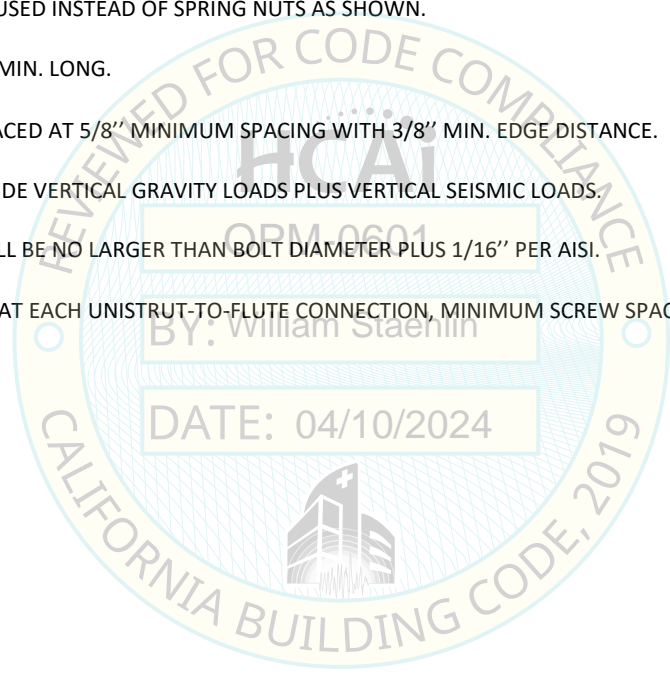 USED INSTEAD OF SPRING NUTS AS SHOWN.
MIN. LONG.
ACED AT 5/8’’ MINIMUM SPACING WITH 3/8’’ MIN. EDGE DISTANCE.
DE VERTICAL GRAVITY LOADS PLUS VERTICAL SEISMIC LOADS.
LL BE NO LARGER THAN BOLT DIAMETER PLUS 1/16’’ PER AISI.
AT EACH UNISTRUT-TO-FLUTE CONNECTION, MINIMUM SCREW SPAC
REVIEWED FOR CODE COMPLIANCE
HCAi
OPM-0601
BY: William Staehlin
DATE: 04/10/2024
CALIFORNIA BUILDING CODE, 2019